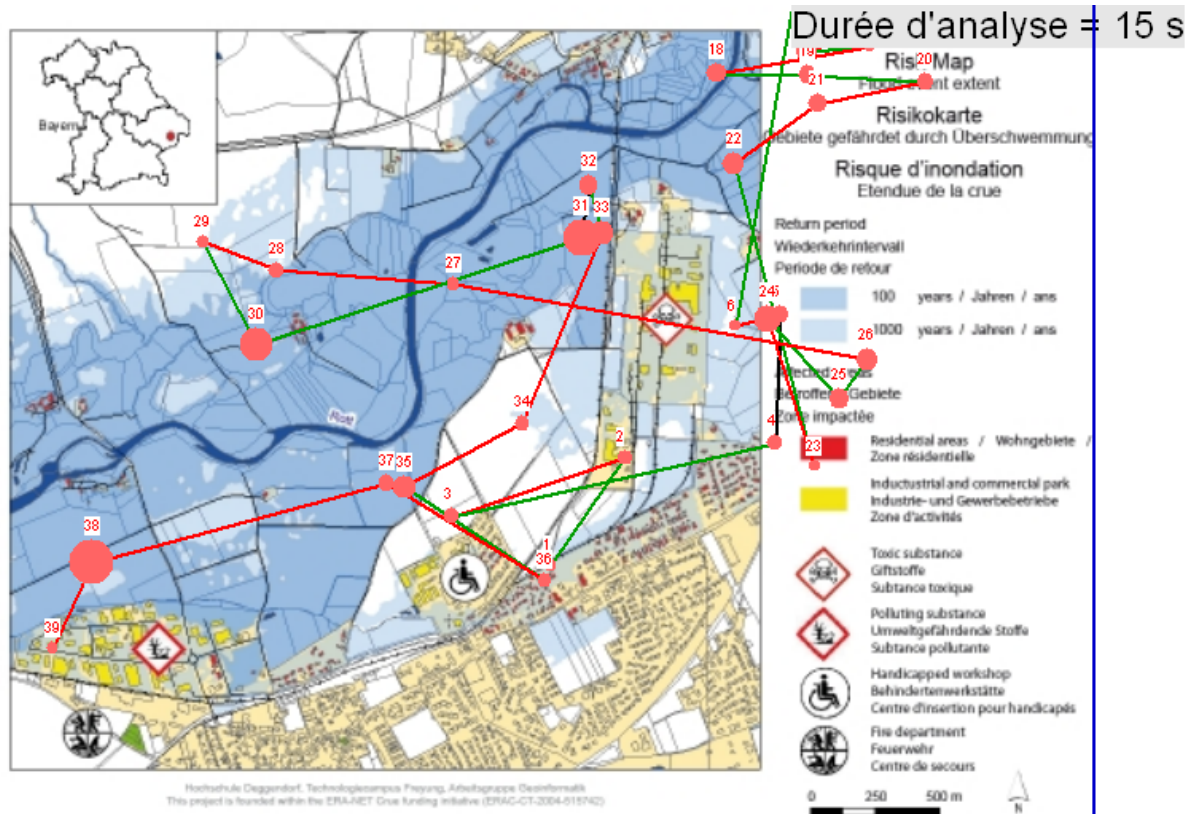 Durée d'analyse = 15 s
18
19
20
21
22
Flood event extent
Risikokarte
Gebiete gefährdet durch Überschwemmung
Risque d'inondation
Etendue de la crue
Bayern
32
31
33
29
28
27
30
Return period
Wiederkehrintervall
Periode de retour
100 years / Jahren / ans
1000 years / Jahren / ans
6
24
26
25
Zone impactée
4
23
Residential areas / Wohngebiete /
Zone résidentielle
Inductustrial and commercial park
Industrie- und Gewerbebetriebe
Zone d'activités
Rott
34
2
37
35
3
38
1
36
39
Toxic substance
Giftstoffe
Subtance toxique
Polluting substance
Umweltgefährdende Stoffe
Subtance pollutante
Handicapped workshop
Behindertenwerkstätte
Centre d'insertion pour handicapés
Fire department
Feuerwehr
Centre de secours
0 250 500 m
N
Hochschule Deggendorf, Technologiecampus Freyung, Arbeitsgruppe Geoinformatik
This project is founded within the ERA-NET Crue funding initiative (ERAC-CT-2004-515742)